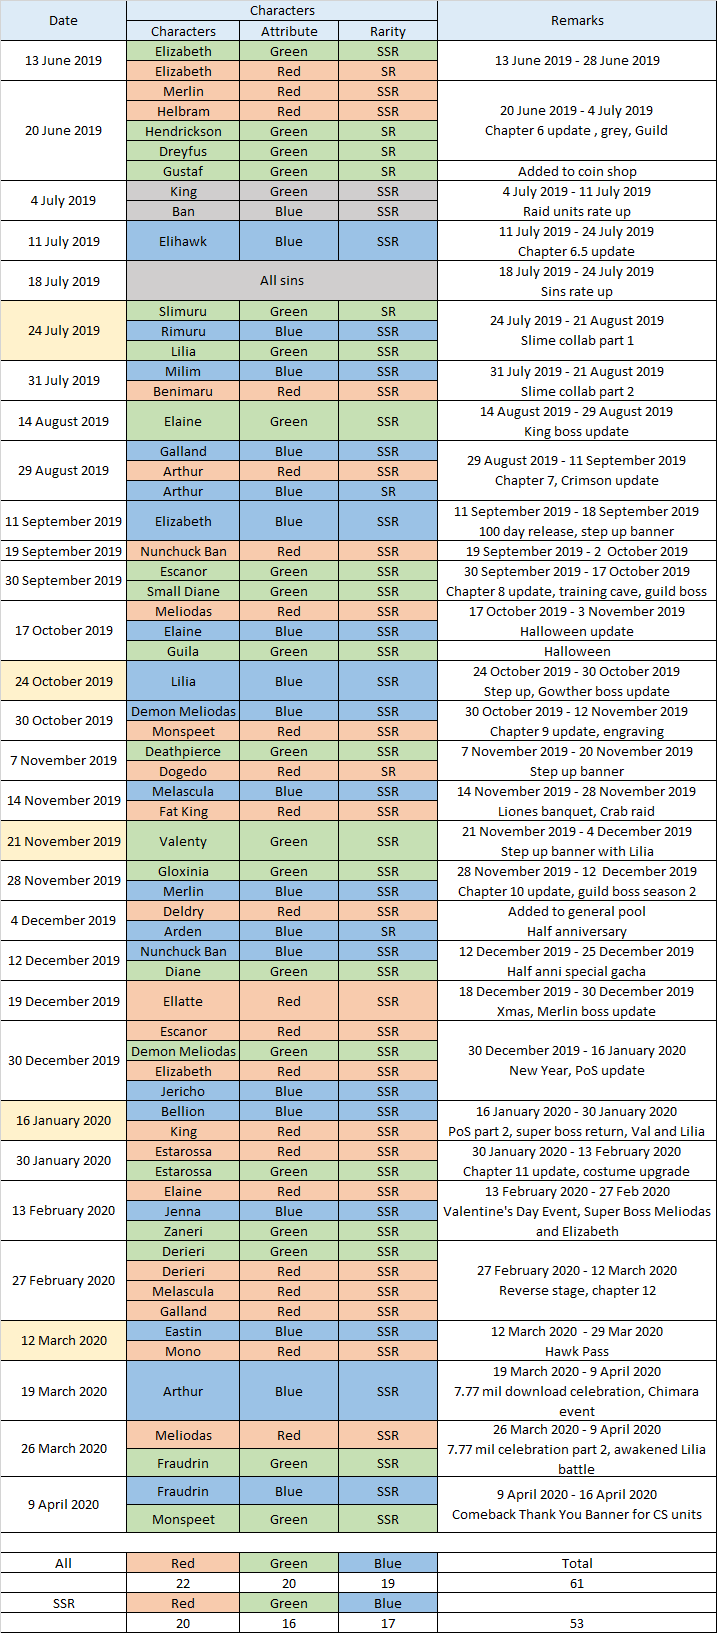 Date Characters Remarks
Characters Attribute Rarity
13 June 2019 Elizabeth Green SSR 13 June 2019 - 28 June 2019
Elizabeth Red SR
20 June 2019 Merlin Red SSR 20 June 2019 - 4 July 2019
Helbram Red SSR Chapter 6 update , grey, Guild
Hendrickson Green SR
Dreyfus Green SR
Gustaf Green SR Added to coin shop
4 July 2019 King Green SSR 4 July 2019 - 11 July 2019
Ban Blue SSR Raid units rate up
11 July 2019 Elihawk Blue SSR 11 July 2019 - 24 July 2019
Chapter 6.5 update
18 July 2019 All sins 18 July 2019 - 24 July 2019
Sins rate up
24 July 2019 Slimuru Green SR 24 July 2019 - 21 August 2019
Rimuru Blue SSR Slime collab part 1
Lilia Green SSR
31 July 2019 Milim Blue SSR 31 July 2019 - 21 August 2019
Benimaru Red SSR Slime collab part 2
14 August 2019 Elaine Green SSR 14 August 2019 - 29 August 2019
King boss update
29 August 2019 Galland Blue SSR 29 August 2019 - 11 September 2019
Arthur Red SSR Chapter 7, Crimson update
Arthur Blue SR
11 September 2019 Elizabeth Blue SSR 11 September 2019 - 18 September 2019
100 day release, step up banner
19 September 2019 Nunchuck Ban Red SSR 19 September 2019 - 2 October 2019
30 September 2019 Escanor Green SSR 30 September 2019 - 17 October 2019
Small Diane Green SSR Chapter 8 update, training cave, guild boss
17 October 2019 Meliodas Red SSR 17 October 2019 - 3 November 2019
Elaine Blue SSR Halloween update
Guila Green SSR Halloween
24 October 2019 Lilia Blue SSR 24 October 2019 - 30 October 2019
Step up, Gowther boss update
30 October 2019 Demon Meliodas Blue SSR 30 October 2019 - 12 November 2019
Monspeet Red SSR Chapter 9 update, engraving
7 November 2019 Deathpierce Green SSR 7 November 2019 - 20 November 2019
Dogedo Red SR Step up banner
14 November 2019 Melascula Blue SSR 14 November 2019 - 28 November 2019
Fat King Red SSR Liones banquet, Crab raid
21 November 2019 Valenty Green SSR 21 November 2019 - 4 December 2019
Step up banner with Lilia
28 November 2019 Gloxinia Green SSR 28 November 2019 - 12 December 2019
Merlin Blue SSR Chapter 10 update, guild boss season 2
4 December 2019 Deldry Red SSR Added to general pool
Arden Blue SR Half anniversary
12 December 2019 Nunchuck Ban Blue SSR 12 December 2019 - 25 December 2019
Diane Green SSR Half anni special gacha
19 December 2019 Ellatte Red SSR 18 December 2019 - 30 December 2019
Xmas, Merlin boss update
30 December 2019 Escanor Red SSR 30 December 2019 - 16 January 2020
Demon Meliodas Green SSR New Year, PoS update
Elizabeth Red SSR
Jericho Blue SSR
16 January 2020 Bellion Blue SSR 16 January 2020 - 30 January 2020
King Red SSR PoS part 2, super boss return, Val and Lilia
30 January 2020 Estarossa Red SSR 30 January 2020 - 13 February 2020
Estarossa Green SSR Chapter 11 update, costume upgrade
13 February 2020 Elaine Red SSR 13 February 2020 - 27 Feb 2020
Jenna Blue SSR Valentine's Day Event, Super Boss Meliodas
Zaneri Green SSR and Elizabeth
27 February 2020 Derieri Green SSR 27 February 2020 - 12 March 2020
Derieri Red SSR Reverse stage, chapter 12
Melascula Red SSR
Galland Red SSR
12 March 2020 Eastin Blue SSR 12 March 2020 - 29 Mar 2020
Mono Red SSR Hawk Pass
19 March 2020 Arthur Blue SSR 19 March 2020 - 9 April 2020
7.77 mil download celebration, Chimara
event
26 March 2020 Meliodas Red SSR 26 March 2020 - 9 April 2020
7.77 mil celebration part 2, awakened Lilia
Fraudrin Green SSR battle
9 April 2020 Fraudrin Blue SSR 9 April 2020 - 16 April 2020
Monspeet Green SSR Comeback Thank You Banner for CS units
All Red Green Blue Total
22 20 19 61
SSR Red Green Blue
20 16 17 53